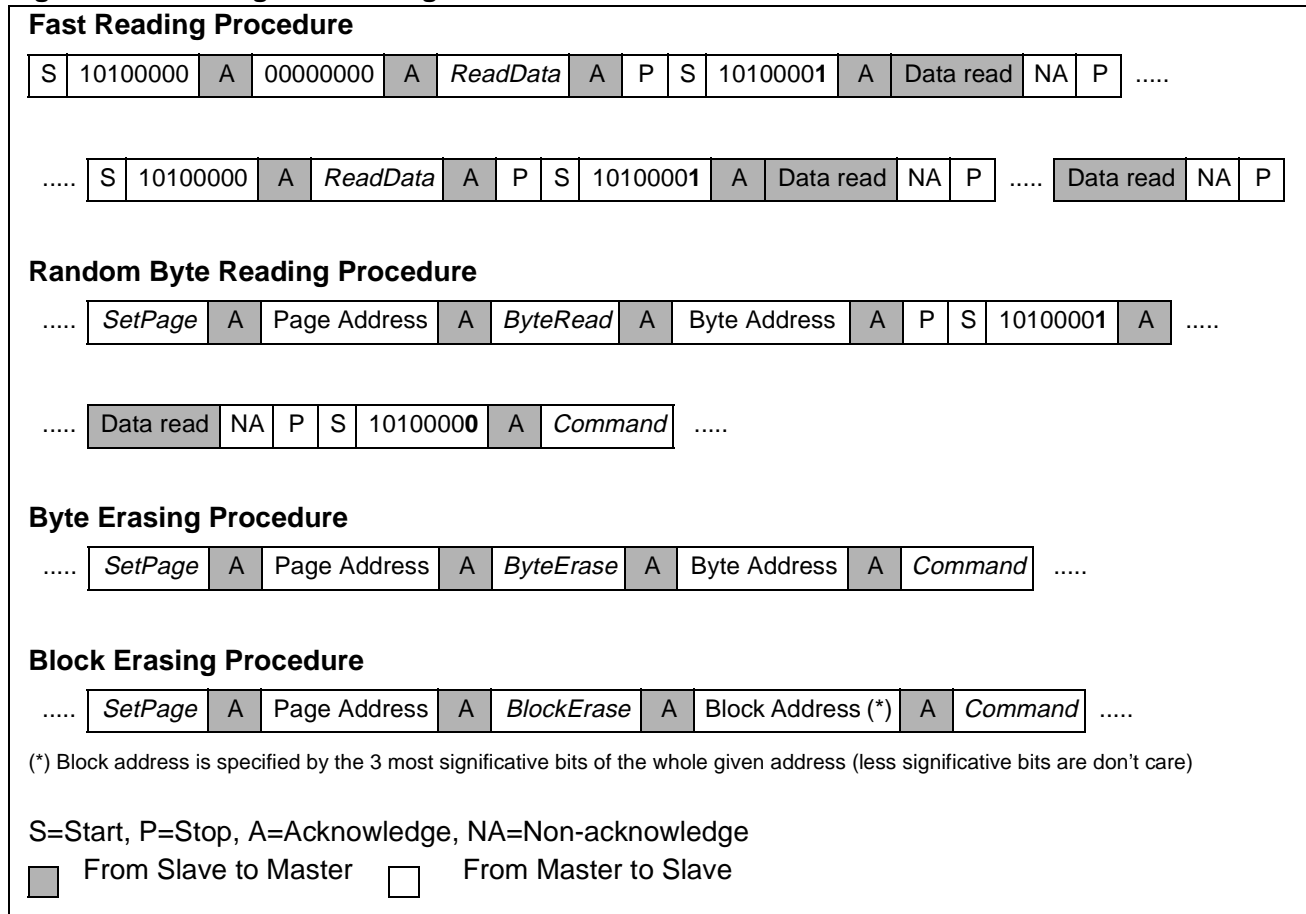 Fast Reading Procedure
S 10100000 A 00000000 A ReadData A P S 10100001 A Data read NA P .....
..... S 10100000 A ReadData A P S 10100001 A Data read NA P ..... Data read NA P
Random Byte Reading Procedure
..... SetPage A Page Address A ByteRead A Byte Address A P S 10100001 A .....
..... Data read NA P S 10100000 A Command .....
Byte Erasing Procedure
..... SetPage A Page Address A ByteErase A Byte Address A Command .....
Block Erasing Procedure
..... SetPage A Page Address A BlockErase A Block Address (*) A Command .....
(*) Block address is specified by the 3 most significative bits of the whole given address (less significative bits are don't care)
S=Start, P=Stop, A=Acknowledge, NA=Non-acknowledge
From Slave to Master From Master to Slave